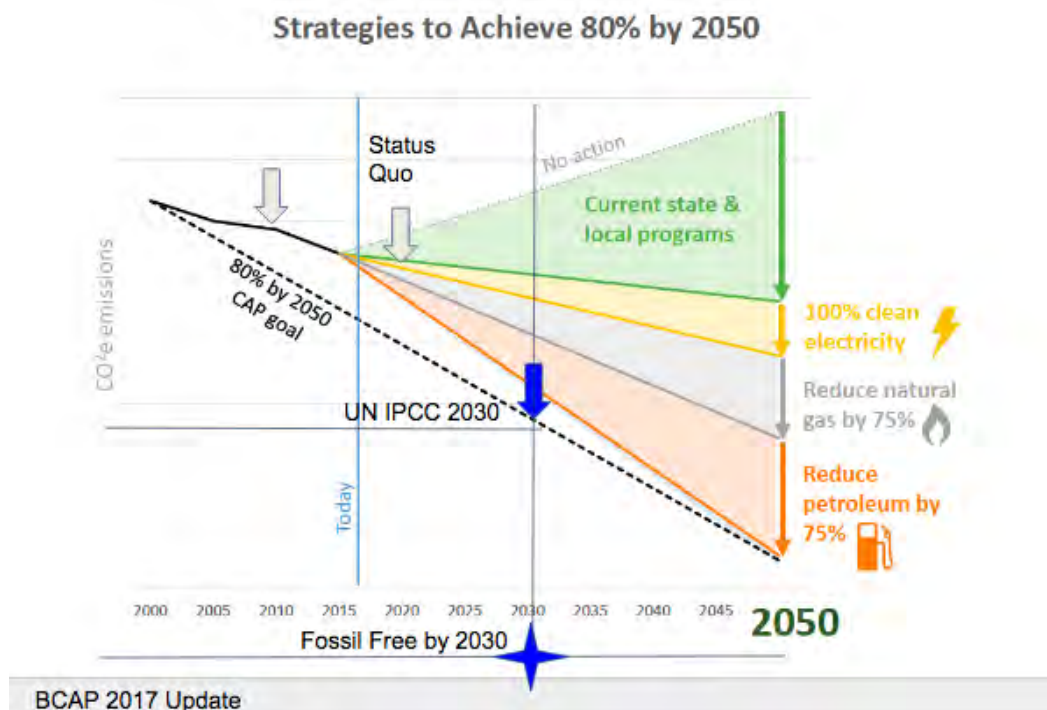 Strategies to Achieve 80% by 2050
Status
Quo
No action
Current state &
local programs
CO²e emissions
80% by 2050
CAP goal
100% clean
electricity
Reduce natural
gas by 75%
UN IPCC 2030
Reduce
petroleum by
75%
Today
2000 2005 2010 2015 2020 2025 2030 2035 2040 2045 2050
Fossil Free by 2030
BCAP 2017 Update